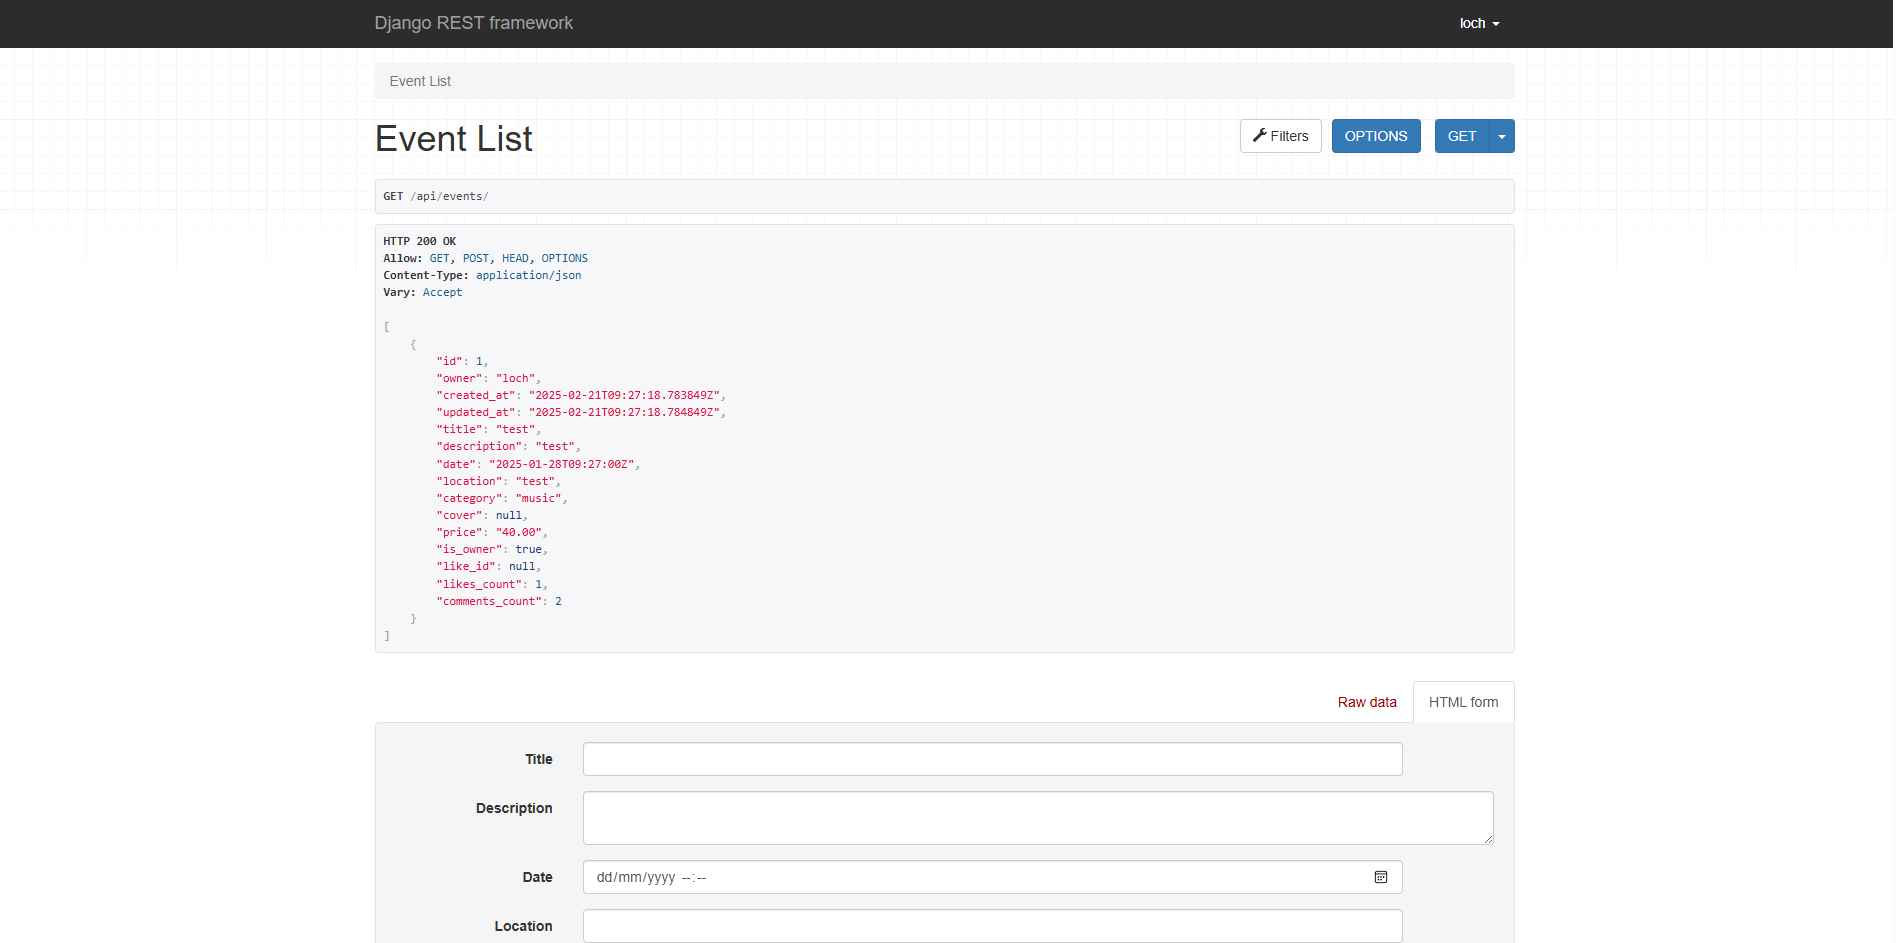 Django REST framework
loch
Event List
Event List
Filters
OPTIONS
GET
GET /api/events/
HTTP 200 OK
Allow: GET, POST, HEAD, OPTIONS
Content-Type: application/json
Vary: Accept
[
    {
        "id": 1,
        "owner": "loch",
        "created_at": "2025-02-21T09:27:18.783849Z",
        "updated_at": "2025-02-21T09:27:18.784849Z",
        "title": "test",
        "description": "test",
        "date": "2025-01-28T09:27:00Z",
        "location": "test",
        "category": "music",
        "cover": null,
        "price": "40.00",
        "is_owner": true,
        "like_id": null,
        "likes_count": 1,
        "comments_count": 2
    }
]
Raw data
HTML form
Title
Description
Date
dd/mm/yyyy --:--
Location